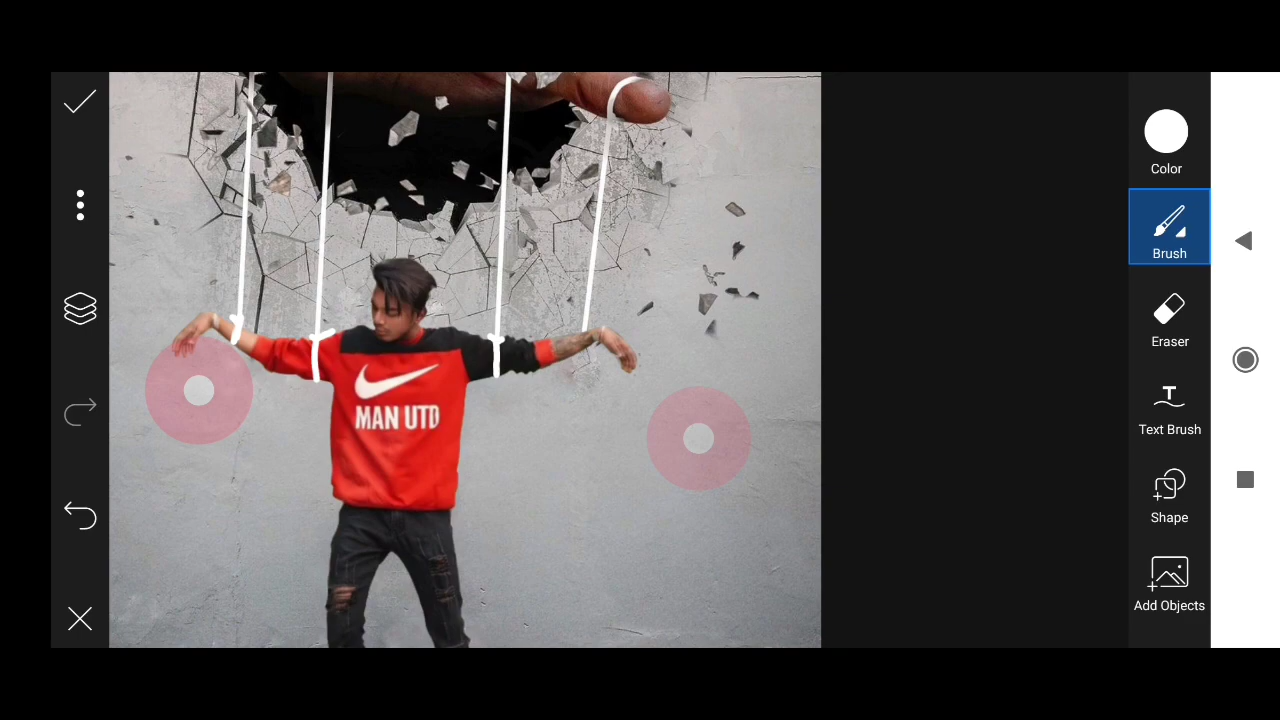 Color
Brush
Eraser
Text Brush
Shape
Add Objects
MAN UTD